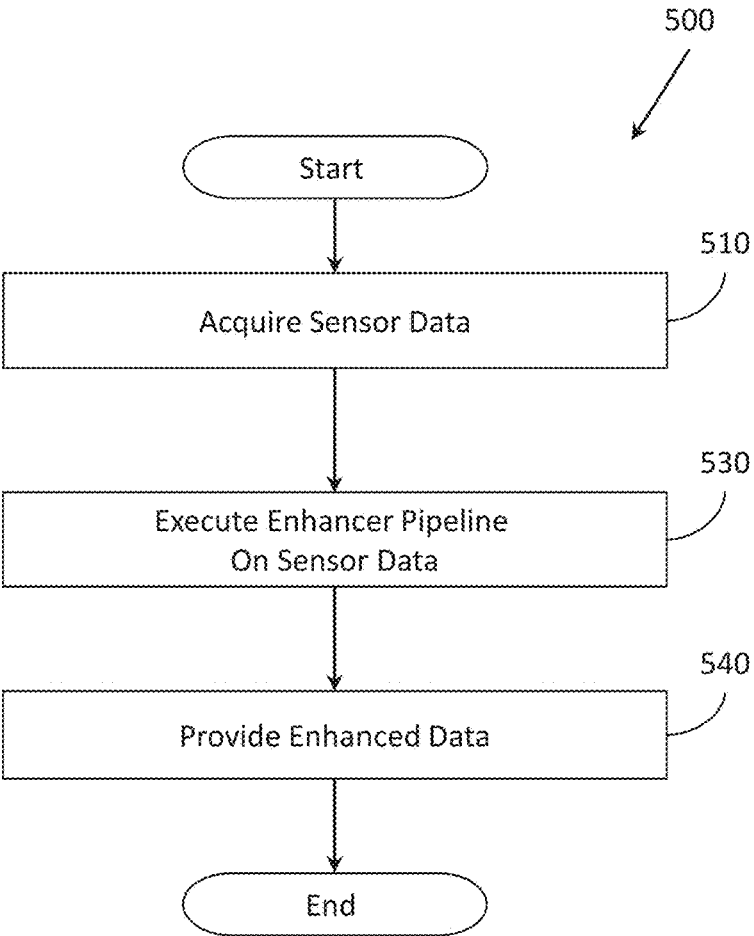 500
Start
510
Acquire Sensor Data
530
Execute Enhancer Pipeline
On Sensor Data
540
Provide Enhanced Data
End